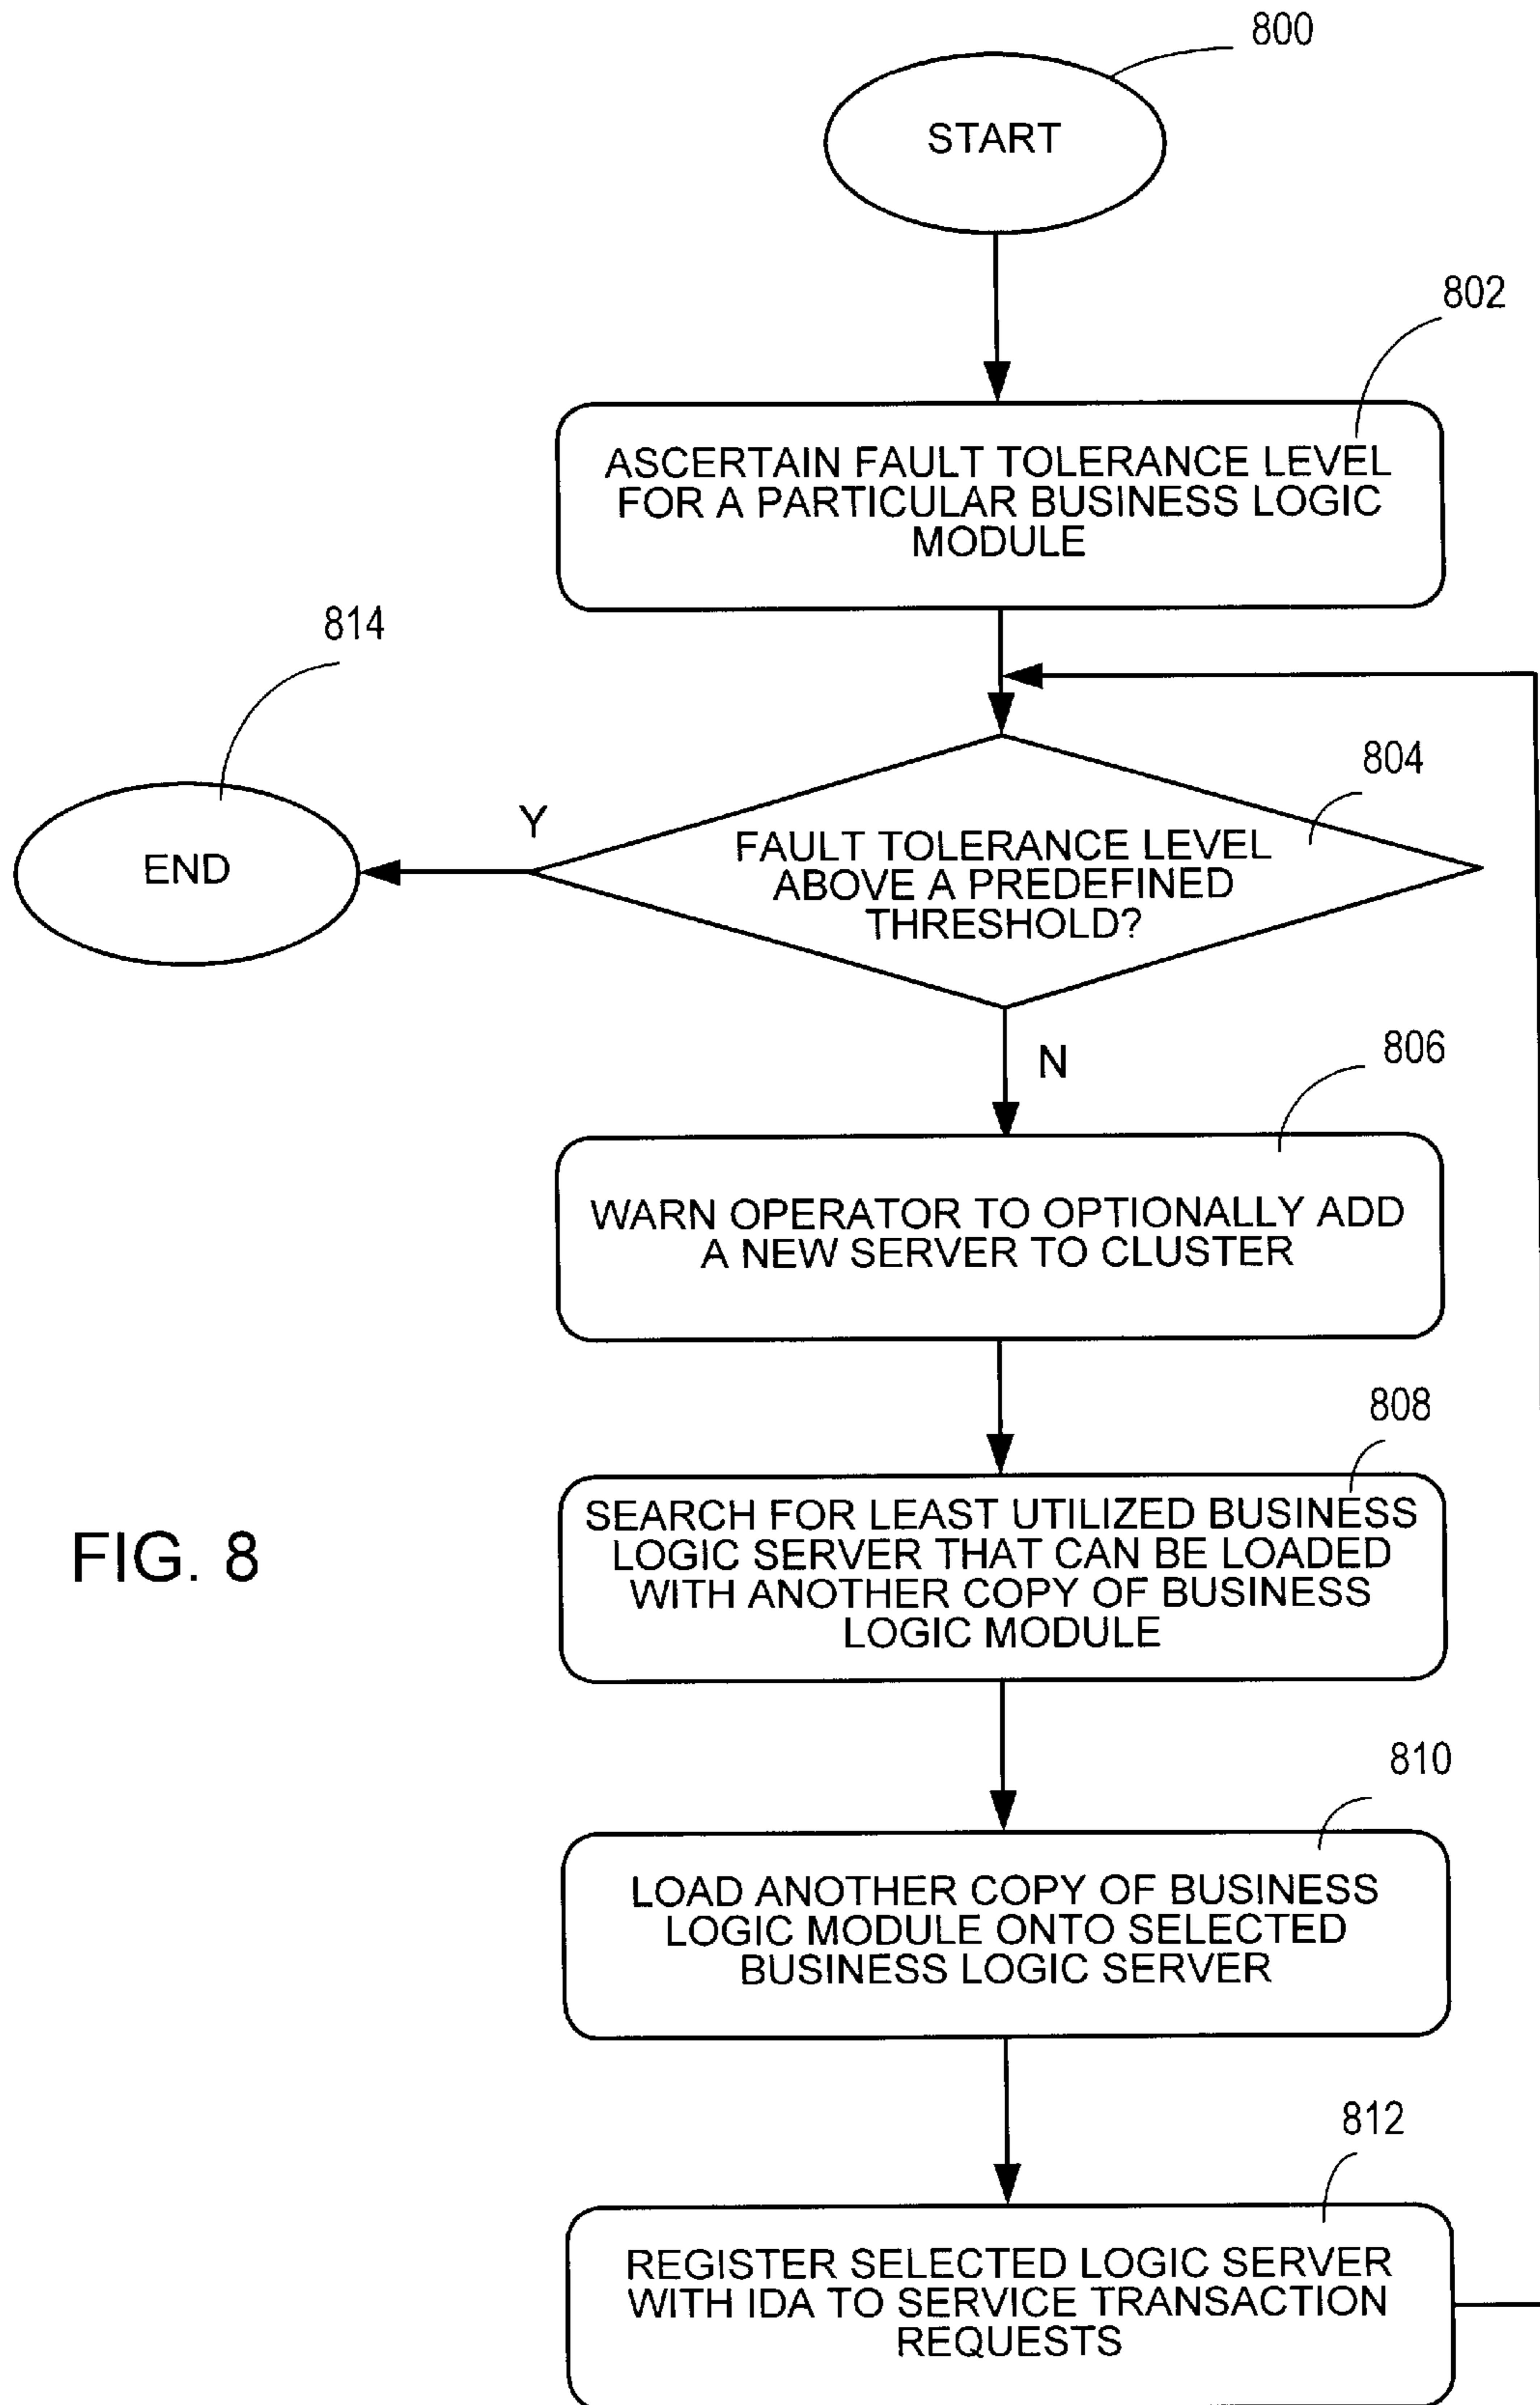 800
START
802
ASCERTAIN FAULT TOLERANCE LEVEL
FOR A PARTICULAR BUSINESS LOGIC
MODULE
814
804
Y
END
FAULT TOLERANCE LEVEL
ABOVE A PREDEFINED
THRESHOLD?
N
806
WARN OPERATOR TO OPTIONALLY ADD
A NEW SERVER TO CLUSTER
808
SEARCH FOR LEAST UTILIZED BUSINESS
LOGIC SERVER THAT CAN BE LOADED
WITH ANOTHER COPY OF BUSINESS
LOGIC MODULE
FIG. 8
810
LOAD ANOTHER COPY OF BUSINESS
LOGIC MODULE ONTO SELECTED
BUSINESS LOGIC SERVER
812
REGISTER SELECTED LOGIC SERVER
WITH IDA TO SERVICE TRANSACTION
REQUESTS